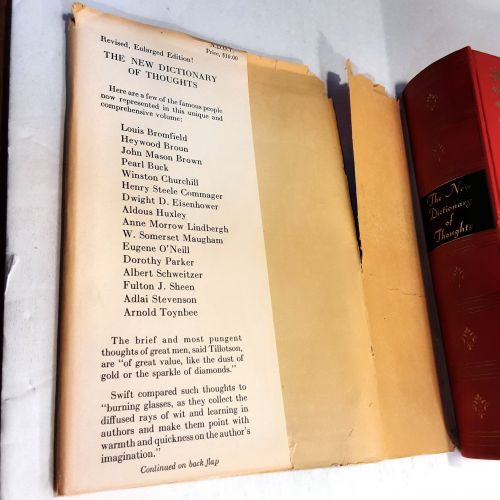 N.D.O.T.
Revised, Enlarged Edition!
Price, $10.00
THE NEW DICTIONARY
OF THOUGHTS
Here are a few of the famous people
now represented in this unique and
comprehensive volume:
Louis Bromfield
Heywood Broun
John Mason Brown
Pearl Buck
Winston Churchill
Henry Steele Commager
Dwight D. Eisenhower
Aldous Huxley
Anne Morrow Lindbergh
W. Somerset Maugham
Eugene O'Neill
Dorothy Parker
Albert Schweitzer
Fulton J. Sheen
Adlai Stevenson
Arnold Toynbee
The brief and most pungent
thoughts of great men, said Tillotson,
are "of great value, like the dust of
gold or the sparkle of diamonds."
Swift compared such thoughts to
"burning glasses, as they collect the
diffused rays of wit and learning in
authors and make them point with
warmth and quickness on the author's
imagination."
Continued on back flap
The New
Dictionary
of
Thoughts